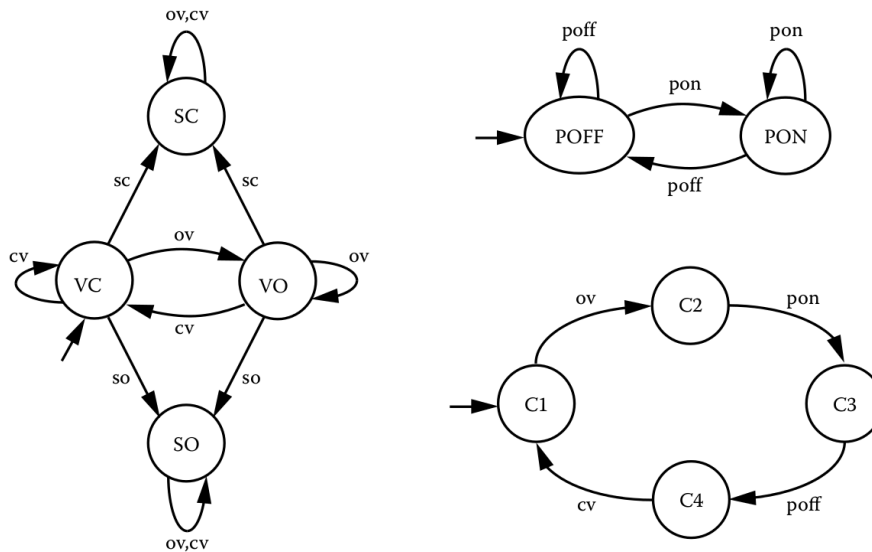 ov,cv
SC
sc
sc
cv
VC
ov
VO
ov
cv
so
so
SO
ov,cv
poff
pon
POFF
pon
PON
poff
ov
C2
pon
C1
C3
cv
C4
poff